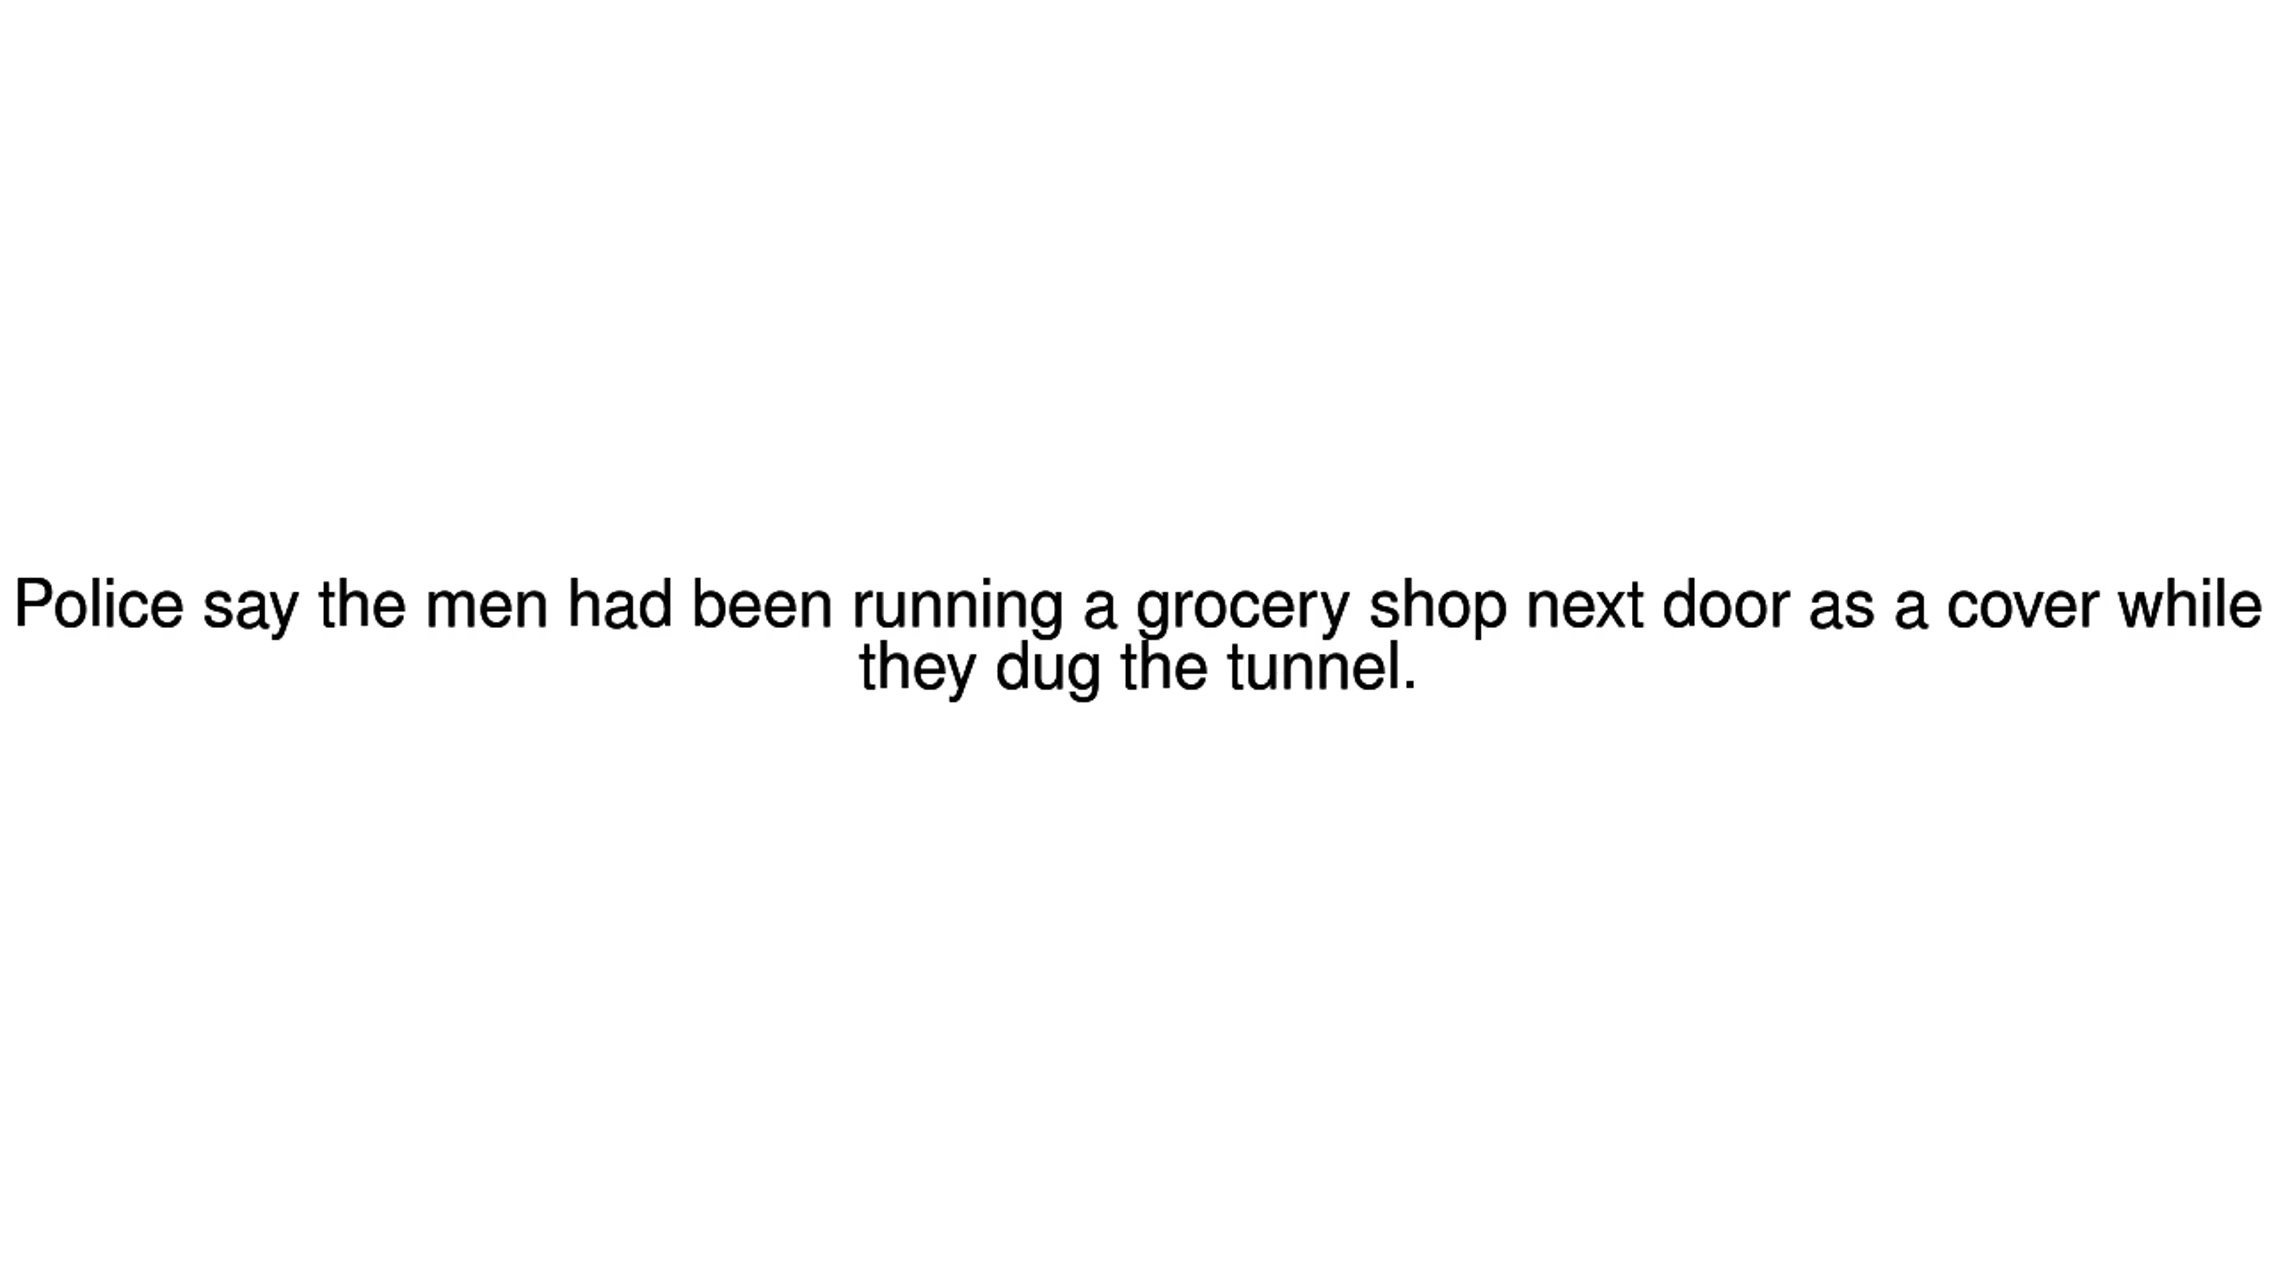 Police say the men had been running a grocery shop next door as a cover while
they dug the tunnel.